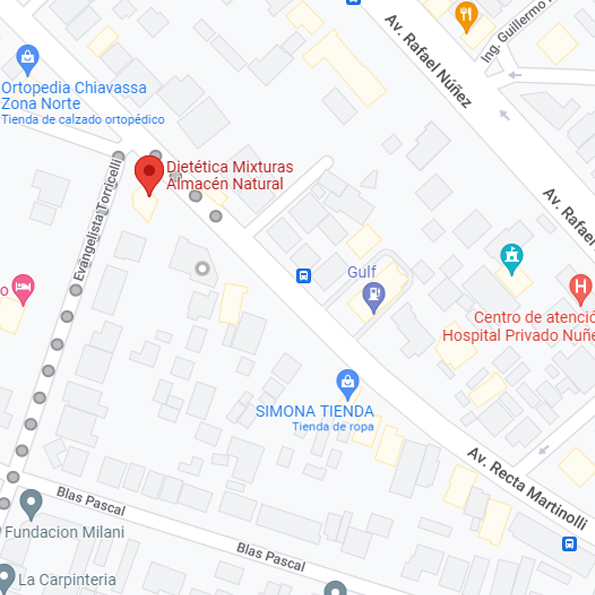 Av. Rafael Núñez
Ing. Guillermo
Ortopedia Chiavassa
Zona Norte
Tienda de calzado ortopédico
Dietética Mixturas
Almacén Natural
Evangelista Torricelli
Av. Rafael
Gulf
o
Centro de atenció
Hospital Privado Nuñe
H
SIMONA TIENDA
Tienda de ropa
Av. Recta Martinolli
Blas Pascal
Fundacion Milani
Blas Pascal
La Carpinteria